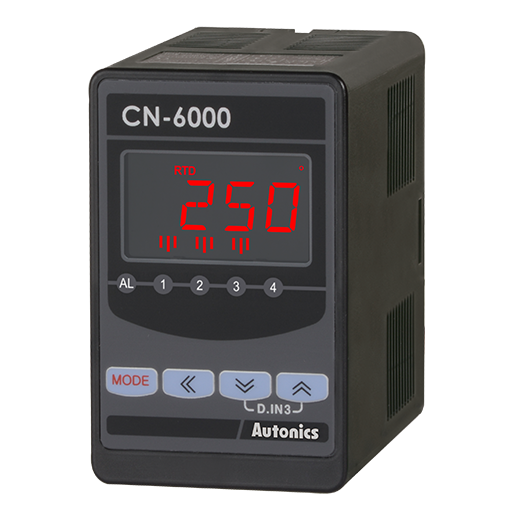 CN-6000
RTD
250
AL 1 2 3 4
MODE
D.IN3
Autonics